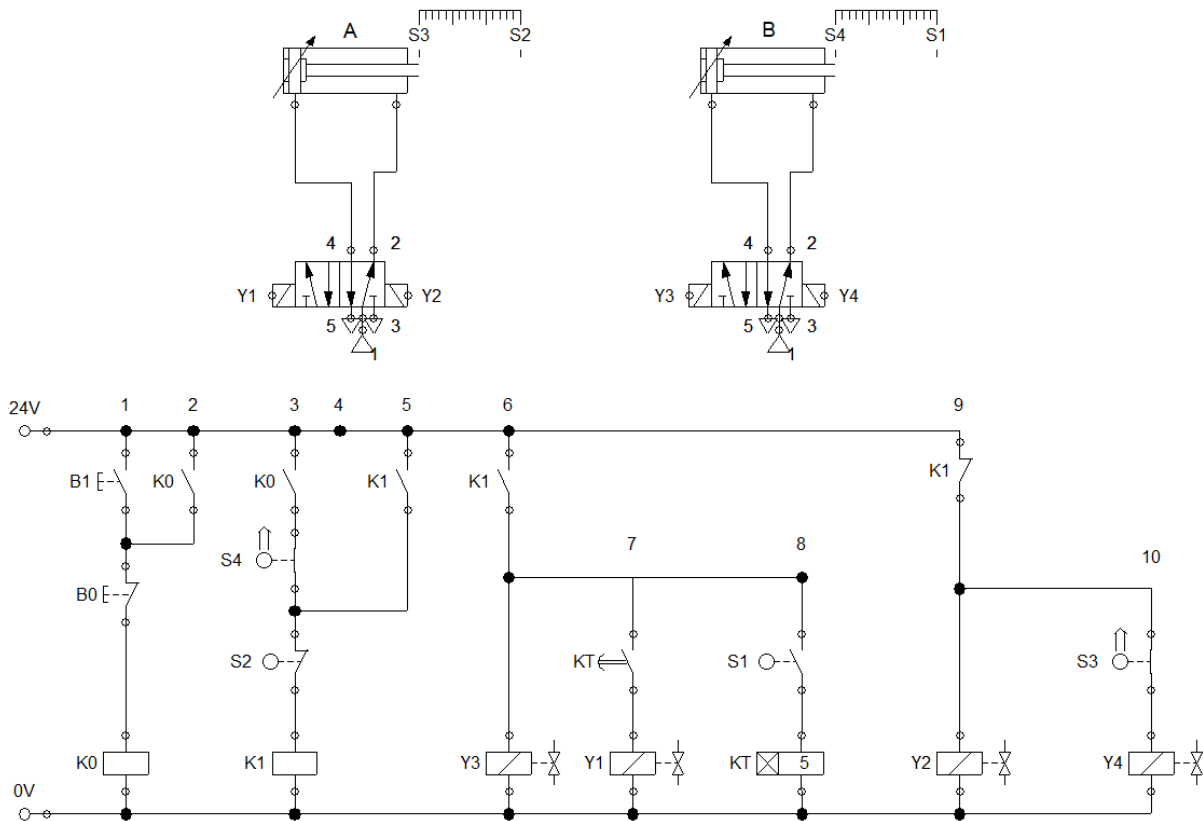 A B
S3 S2 S4 S1
4 2 4 2
Y1 Y2 Y3 Y4
5 3 5 3
1 1
24V 1 2 3 4 5 6 9
B1 K0 K0 K1 K1 K1
7 8 10
S4
B0
S2 KT S1 S3
K0 K1 Y3 Y1 KT 5 Y2 Y4
0V